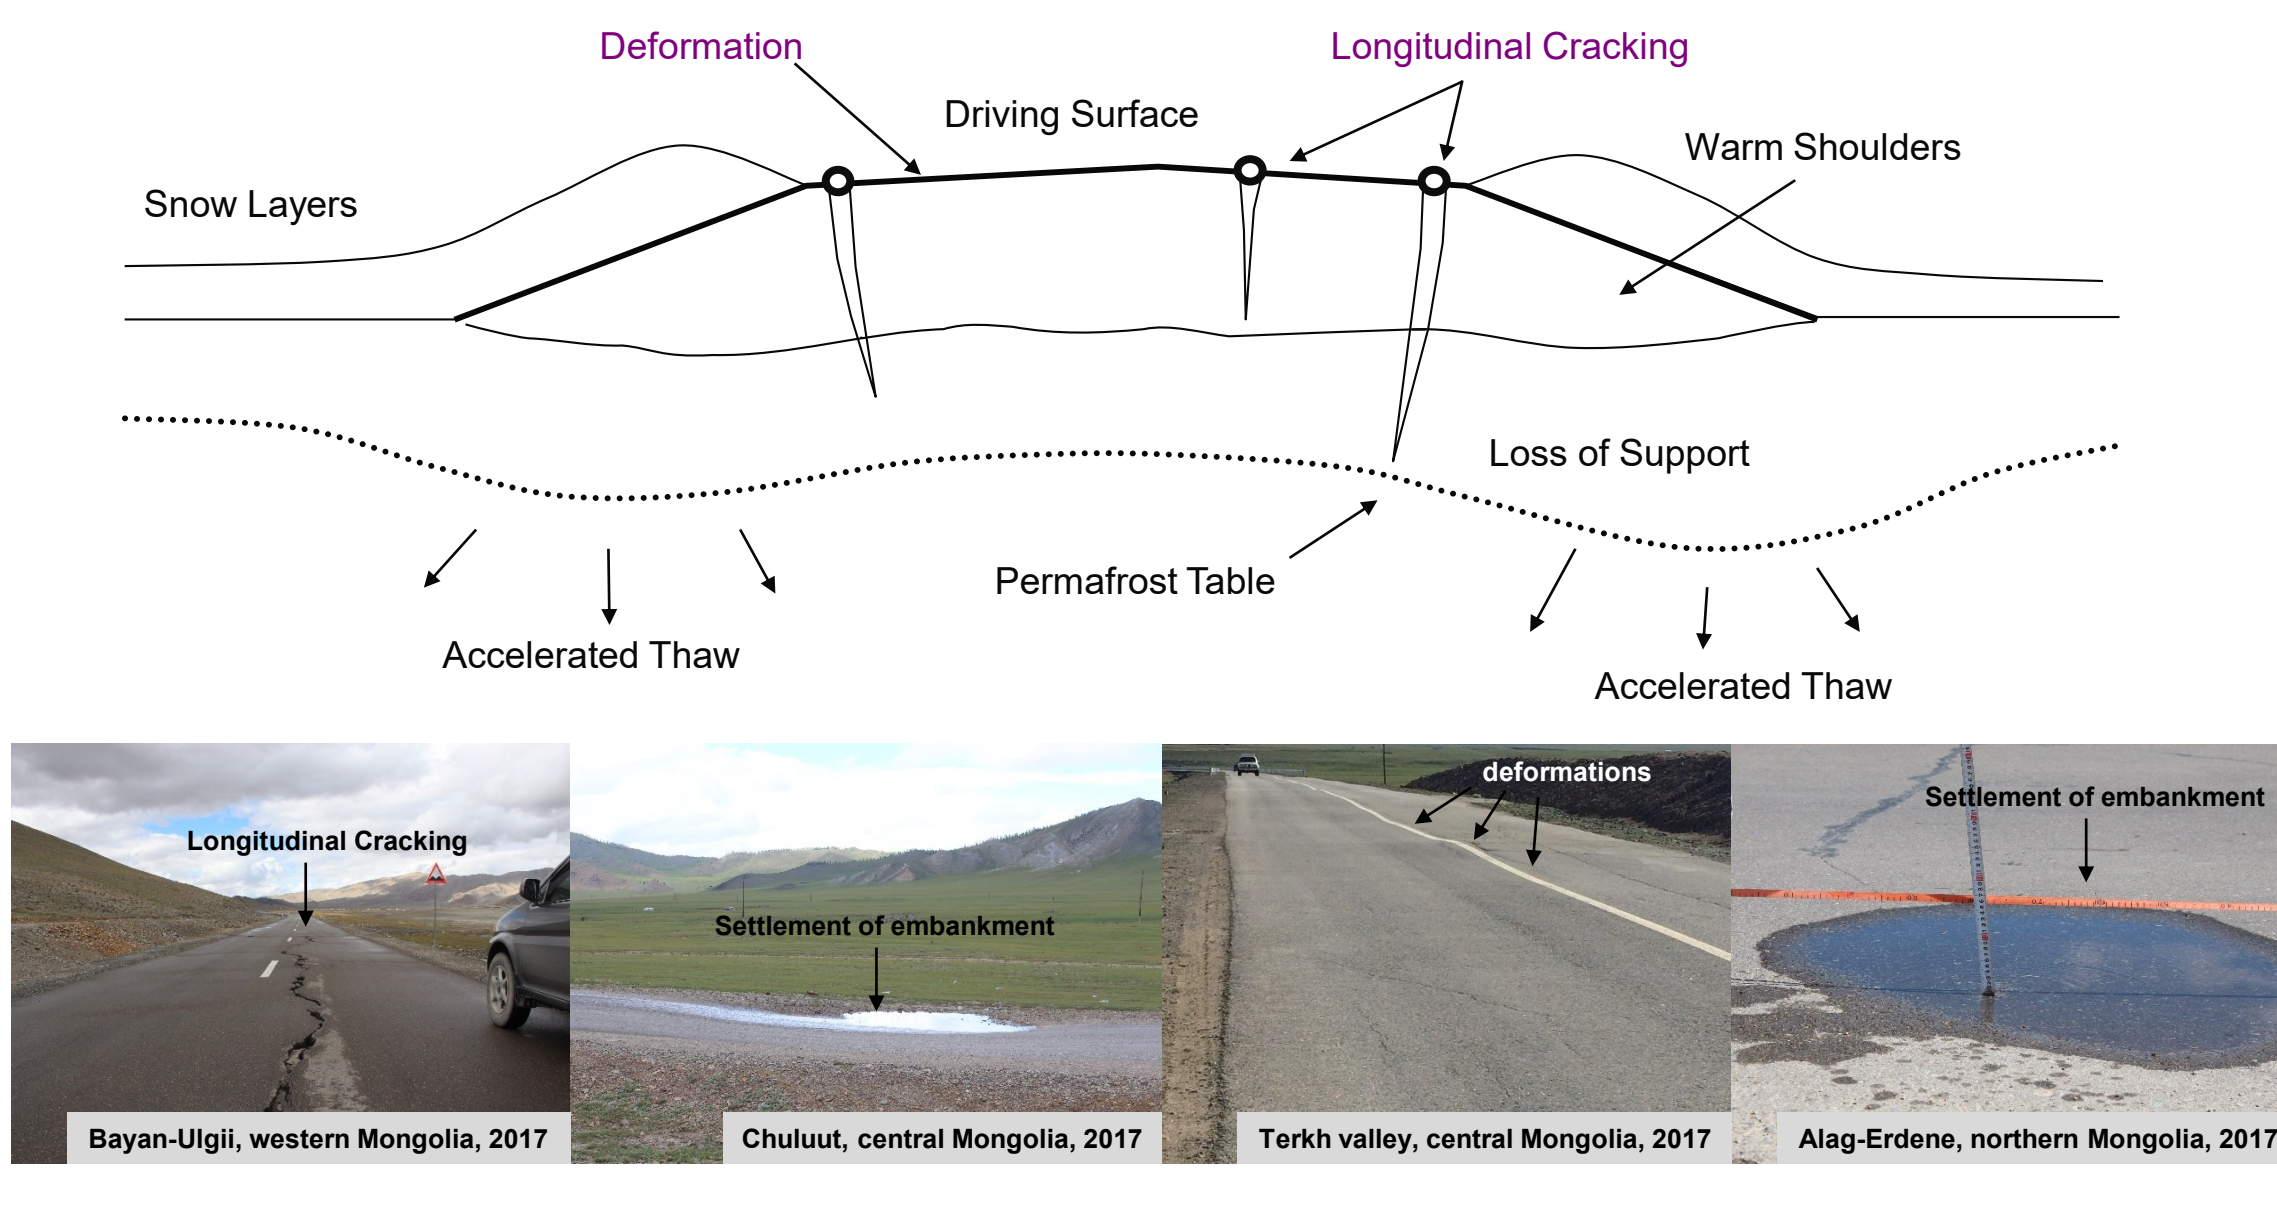 Deformation
Longitudinal Cracking
Driving Surface
Warm Shoulders
Snow Layers
Loss of Support
Permafrost Table
Accelerated Thaw
Accelerated Thaw
Longitudinal Cracking
Bayan-Ulgii, western Mongolia, 2017
Settlement of embankment
Chuluut, central Mongolia, 2017
deformations
Terkh valley, central Mongolia, 2017
Settlement of embankment
Alag-Erdene, northern Mongolia, 2017